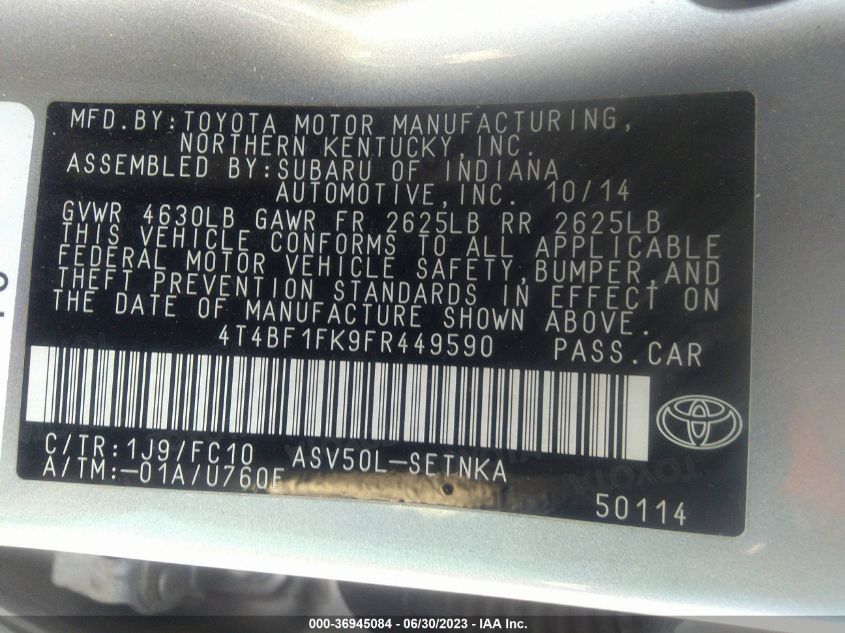 MFD.BY:TOYOTA MOTOR MANUFACTURING,
NORTHERN KENTUCKY,INC.
ASSEMBLED BY:SUBARU OF INDIANA
AUTOMOTIVE,INC. 10/14
GVWR 4630LB GAWR FR 2625LB RR 2625LB
THIS VEHICLE CONFORMS TO ALL APPLICABLE
FEDERAL MOTOR VEHICLE SAFETY,BUMPER,AND
THEFT PREVENTION STANDARDS IN EFFECT ON
THE DATE OF MANUFACTURE SHOWN ABOVE.
4T4BF1FK9FR449590 PASS.CAR
C/TR:1J9/FC10 ASV50L-SETNKA
A/TM:-01A/U760F
50114
000-36945084 - 06/30/2023 - IAA Inc.